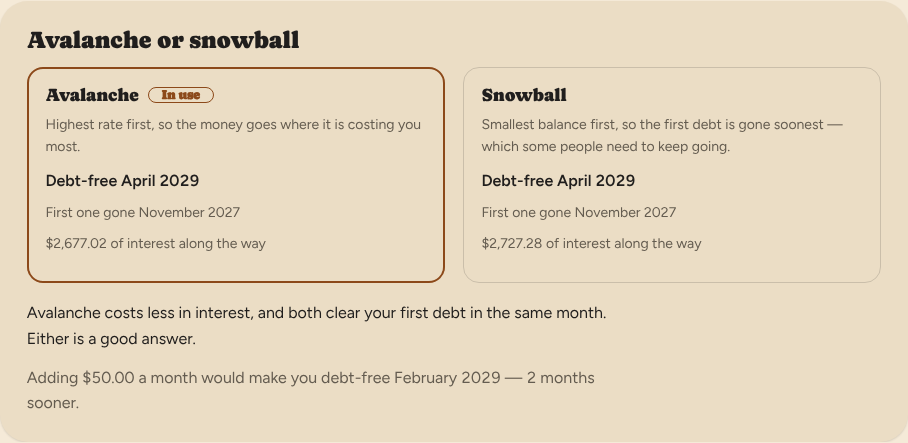 Avalanche or snowball
Avalanche In use
Highest rate first, so the money goes where it is costing you
most.
Debt-free April 2029
First one gone November 2027
$2,677.02 of interest along the way
Snowball
Smallest balance first, so the first debt is gone soonest —
which some people need to keep going.
Debt-free April 2029
First one gone November 2027
$2,727.28 of interest along the way
Avalanche costs less in interest, and both clear your first debt in the same month.
Either is a good answer.
Adding $50.00 a month would make you debt-free February 2029 — 2 months
sooner.